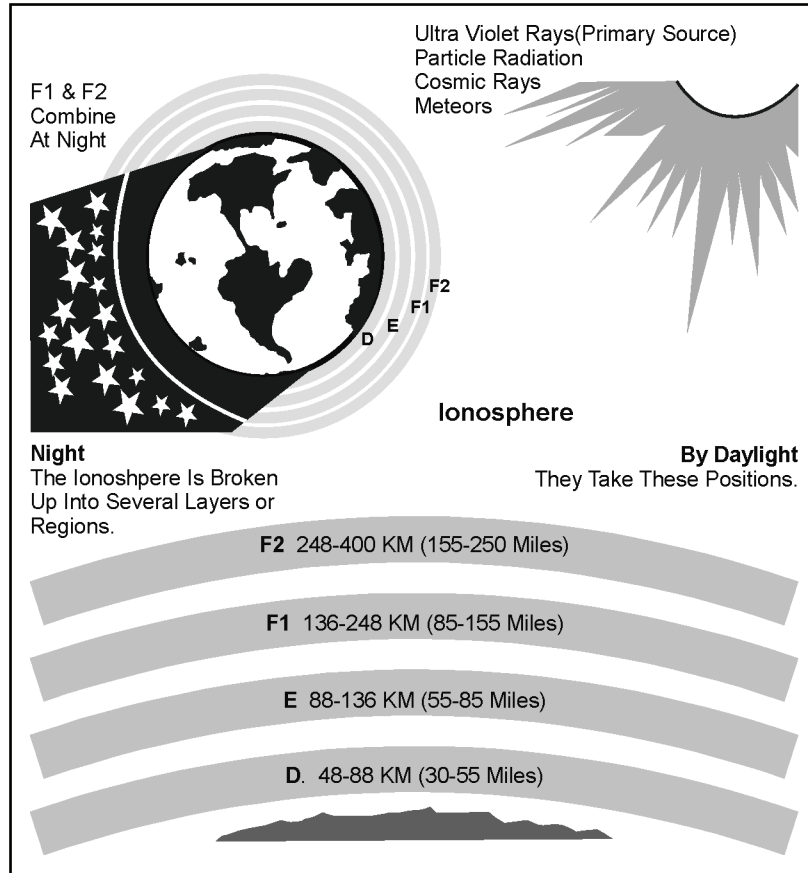 F1 & F2
Combine
At Night
Ultra Violet Rays(Primary Source)
Particle Radiation
Cosmic Rays
Meteors
F2
F1
E
D
Ionosphere
Night
The Ionoshpere Is Broken
Up Into Several Layers or
Regions.
By Daylight
They Take These Positions.
F2 248-400 KM (155-250 Miles)
F1 136-248 KM (85-155 Miles)
E 88-136 KM (55-85 Miles)
D. 48-88 KM (30-55 Miles)